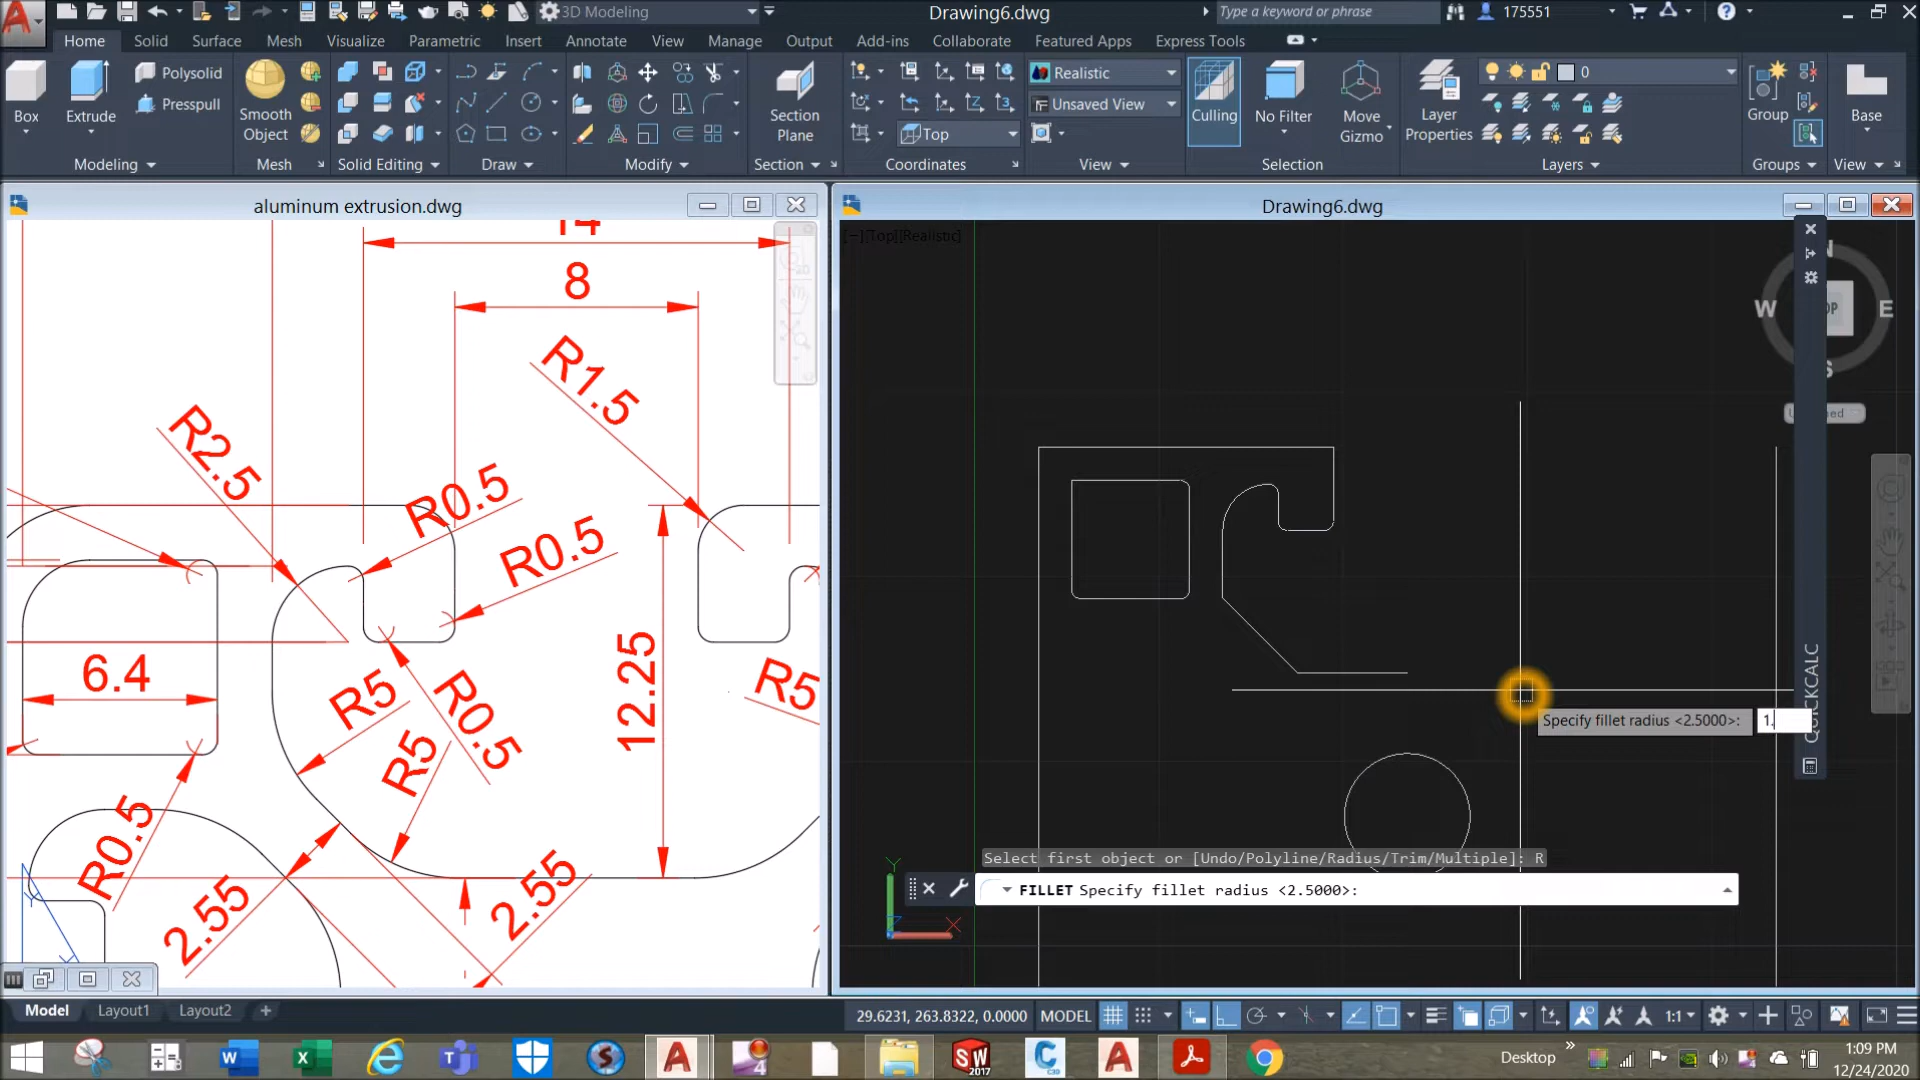 3D Modeling
Drawing6.dwg
Type a keyword or phrase
175551
Home
Solid
Surface
Mesh
Visualize
Parametric
Insert
Annotate
View
Manage
Output
Add-ins
Collaborate
Featured Apps
Express Tools
Box
Extrude
Polysolid
Presspull
Smooth Object
Section Plane
Top
Realistic
Unsaved View
Culling
No Filter
Move Gizmo
Layer Properties
0
Group
Base
Modeling
Mesh
Solid Editing
Draw
Modify
Section
Coordinates
View
Selection
Layers
Groups
View
aluminum extrusion.dwg
Drawing6.dwg
14
8
R1.5
R2.5
R0.5
R0.5
6.4
R5
R0.5
12.25
R5
R5
R0.5
2.55
2.55
[−][Top][Realistic]
N
W
E
S
QUICKCALC
Specify fillet radius <2.5000>:
1.
Select first object or [Undo/Polyline/Radius/Trim/Multiple]: R
FILLET Specify fillet radius <2.5000>:
Y
X
Z
Model
Layout1
Layout2
29.6231, 263.8322, 0.0000
MODEL
1:1
Desktop
1:09 PM
12/24/2020